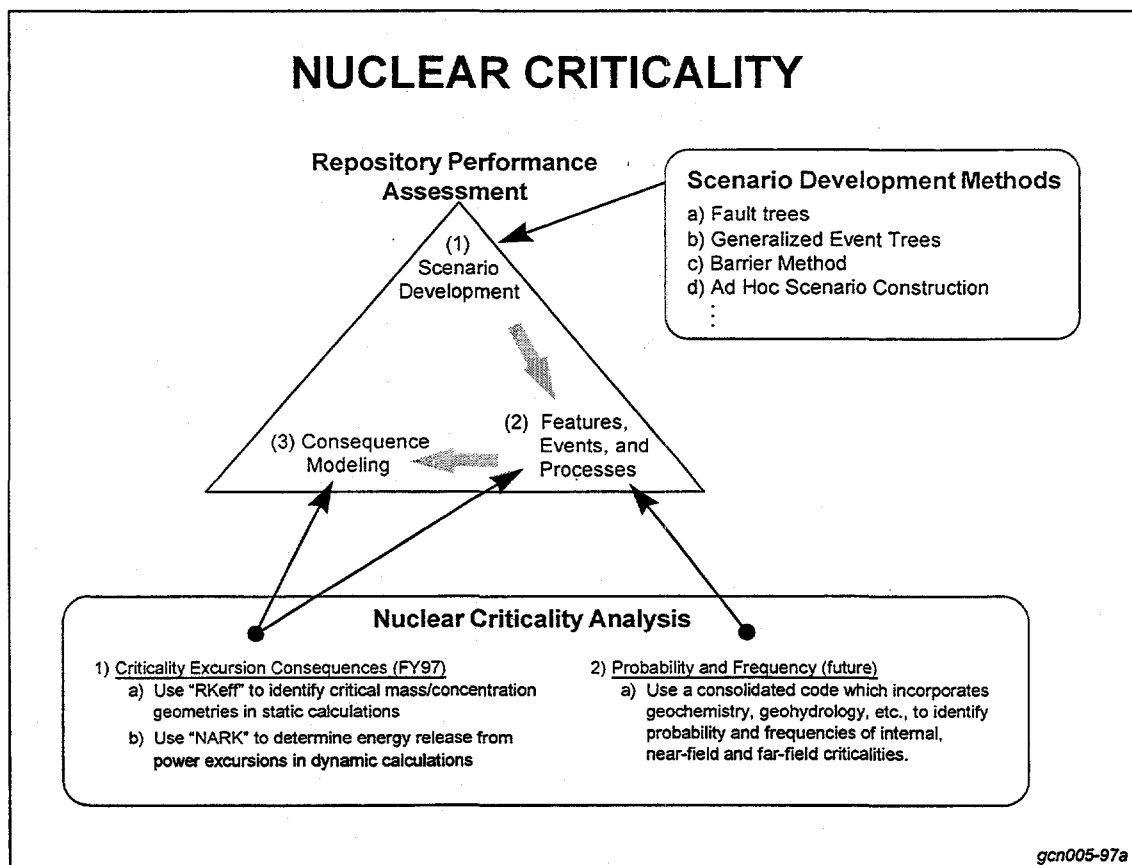 NUCLEAR CRITICALITY
Repository Performance
Assessment
Scenario Development Methods
a) Fault trees
b) Generalized Event Trees
c) Barrier Method
d) Ad Hoc Scenario Construction
⋮
(1)
Scenario
Development
(2) Features,
Events, and
Processes
(3) Consequence
Modeling
Nuclear Criticality Analysis
1) Criticality Excursion Consequences (FY97)
a) Use "RKeff" to identify critical mass/concentration
geometries in static calculations
b) Use "NARK" to determine energy release from
power excursions in dynamic calculations
2) Probability and Frequency (future)
a) Use a consolidated code which incorporates
geochemistry, geohydrology, etc., to identify
probability and frequencies of internal,
near-field and far-field criticalities.
gcn005-97a